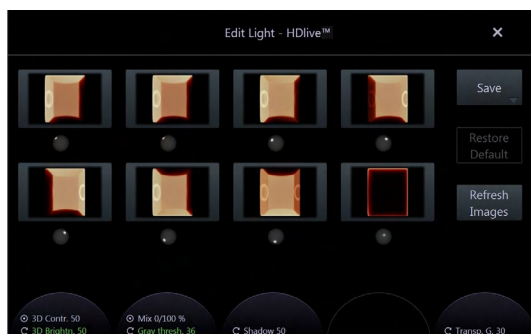 Edit Light - HDlive™
Save
Restore
Default
Refresh
Images
3D Contr. 50
3D Brightn. 50
Mix 0/100 %
Gray thresh. 36
Shadow 50
Transp. G. 30